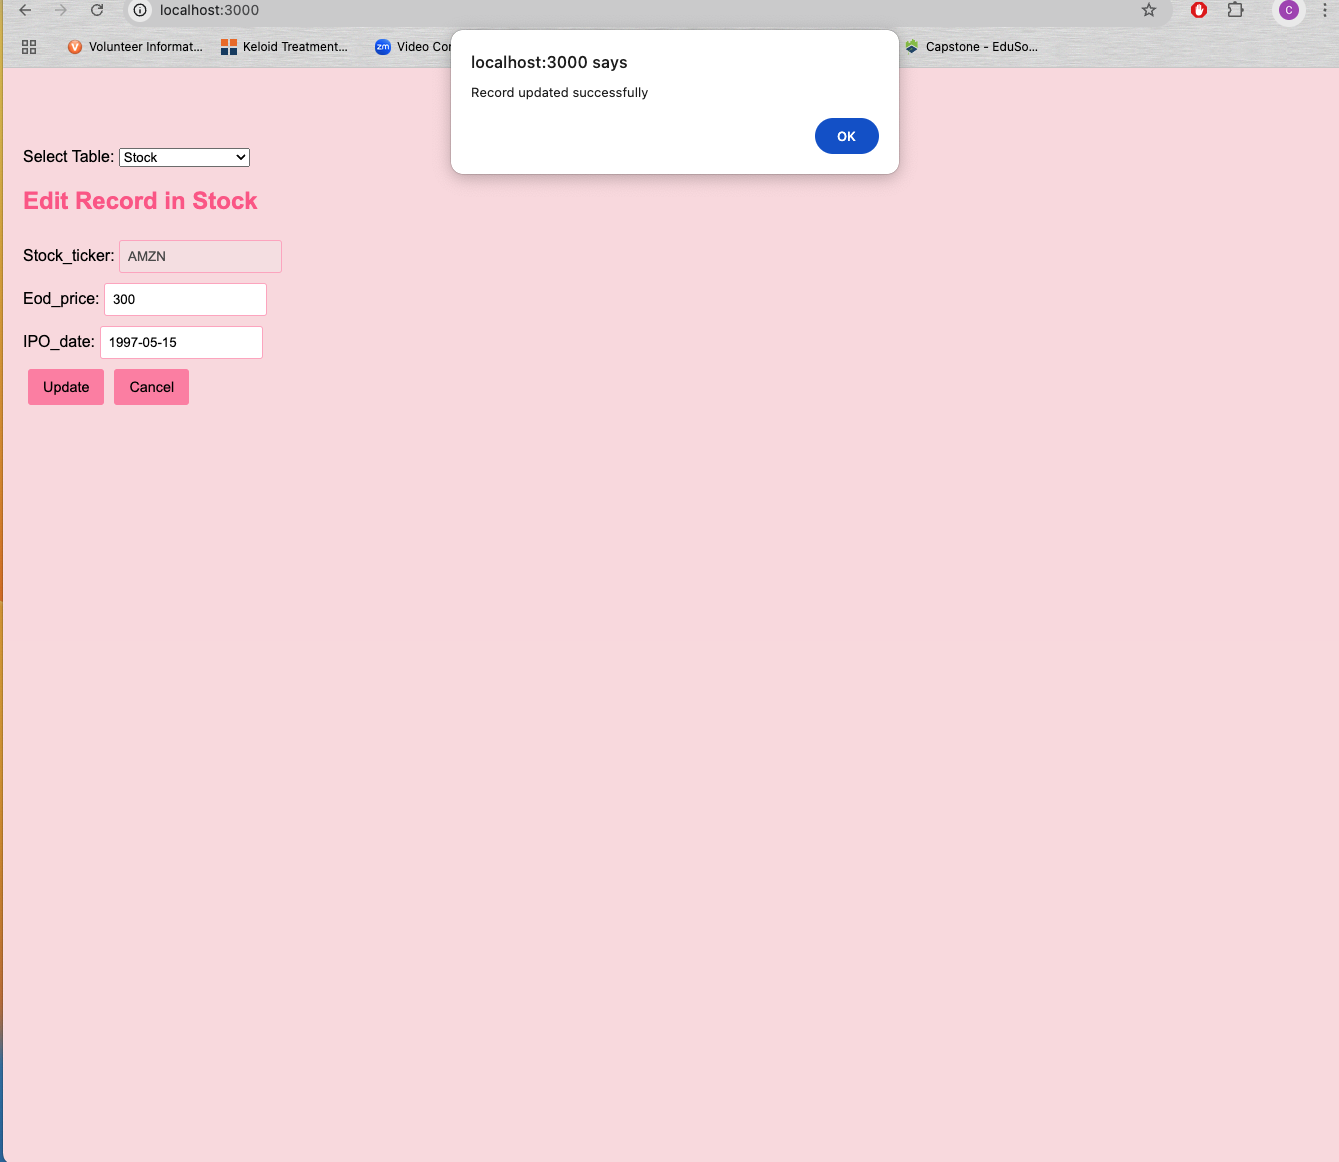 localhost:3000
C
Volunteer Informat...
Keloid Treatment...
zm Video Co
Capstone - EduSo...
localhost:3000 says
Record updated successfully
OK
Select Table: Stock
Edit Record in Stock
Stock_ticker: AMZN
Eod_price: 300
IPO_date: 1997-05-15
Update Cancel